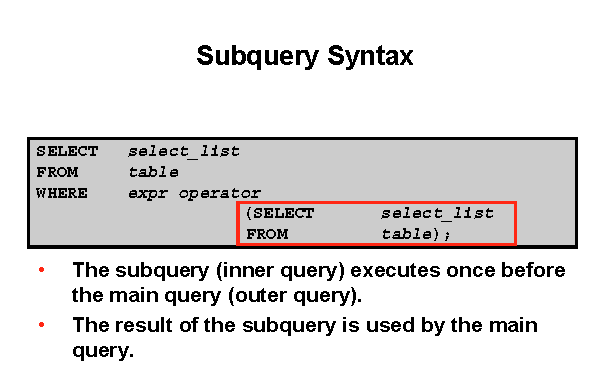 Subquery Syntax
SELECT select_list
FROM table
WHERE expr operator
(SELECT select_list
FROM table);
• The subquery (inner query) executes once before
the main query (outer query).
• The result of the subquery is used by the main
query.